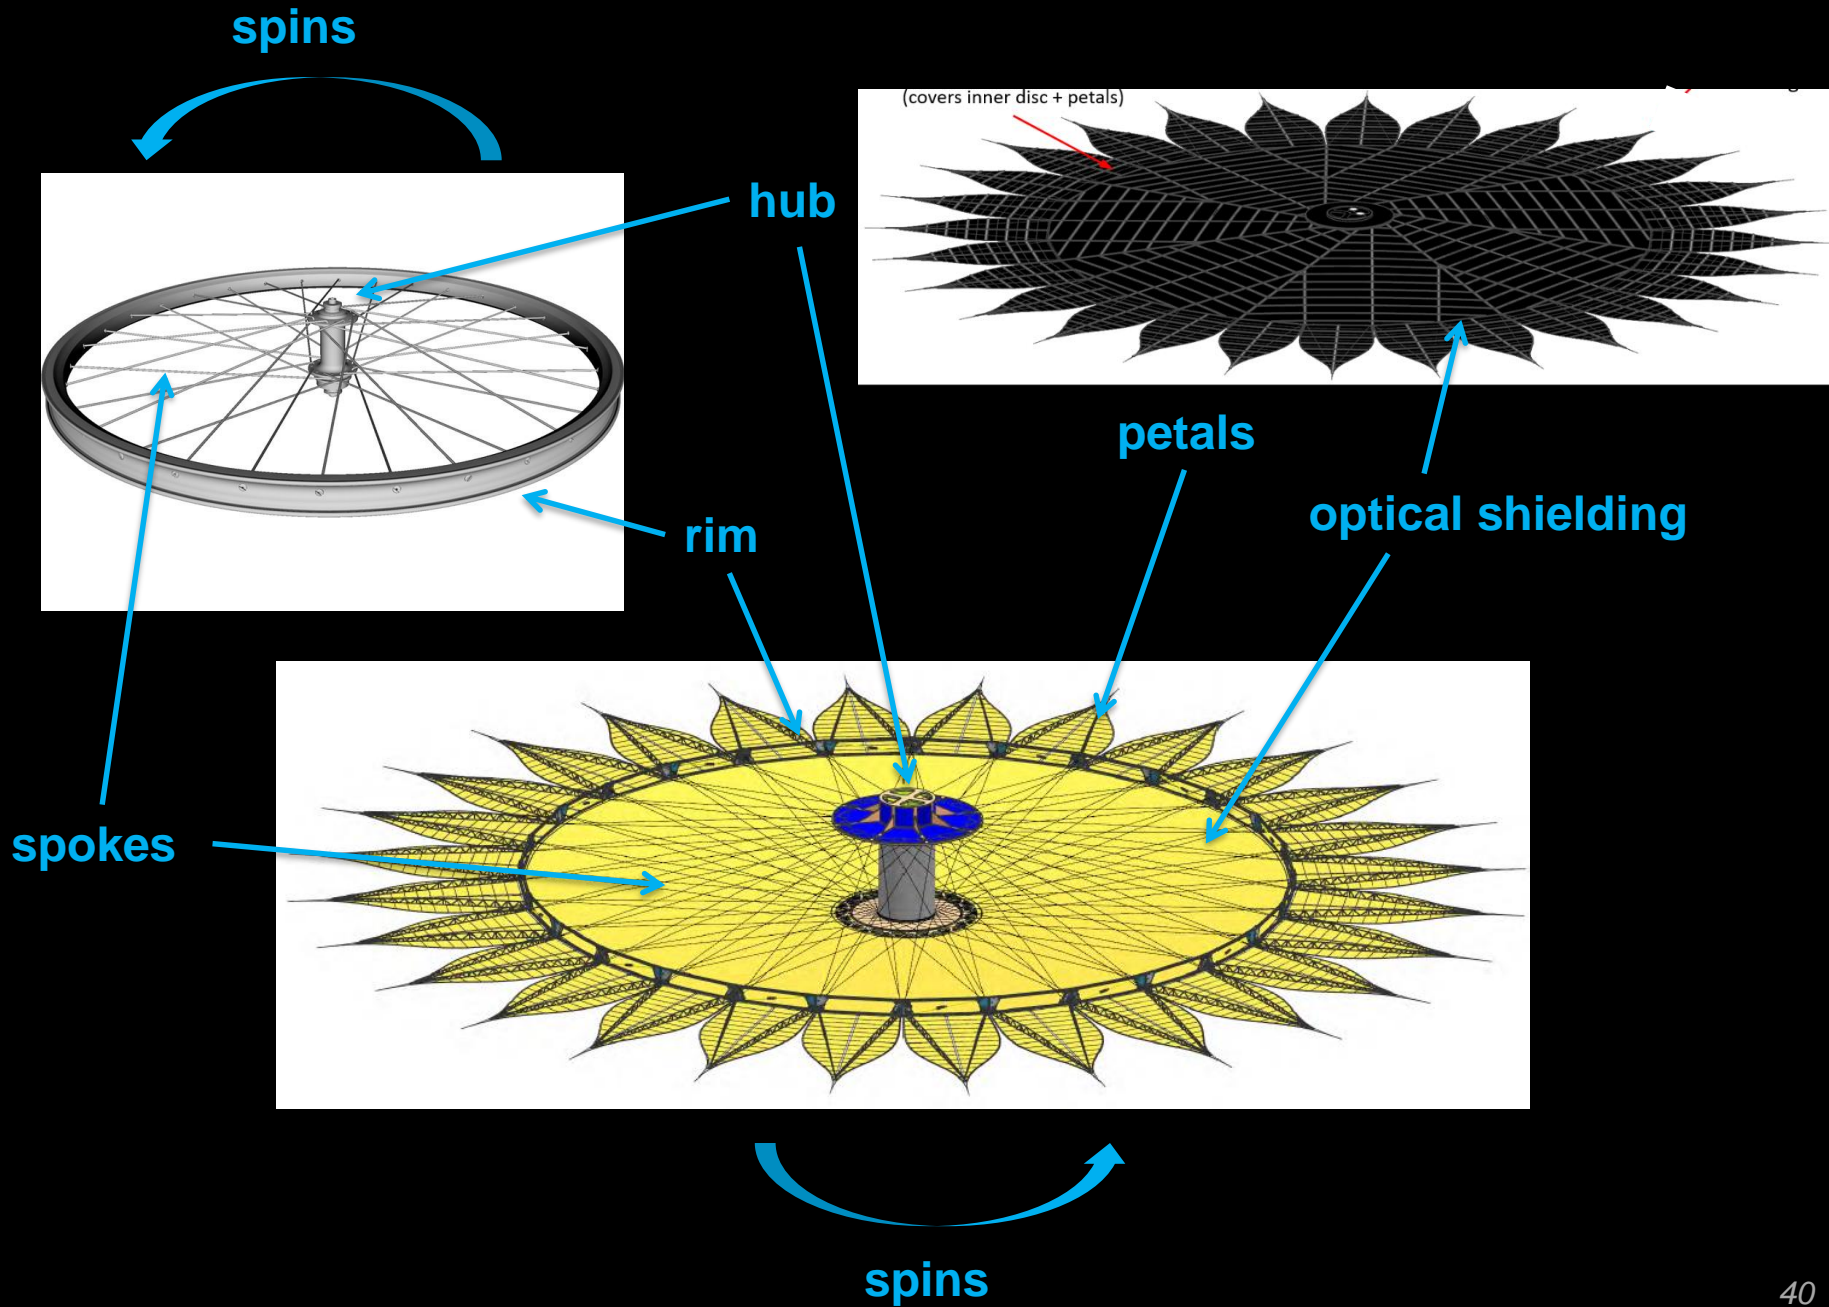 spins
(covers inner disc + petals)
hub
petals
optical shielding
rim
spokes
spins
40